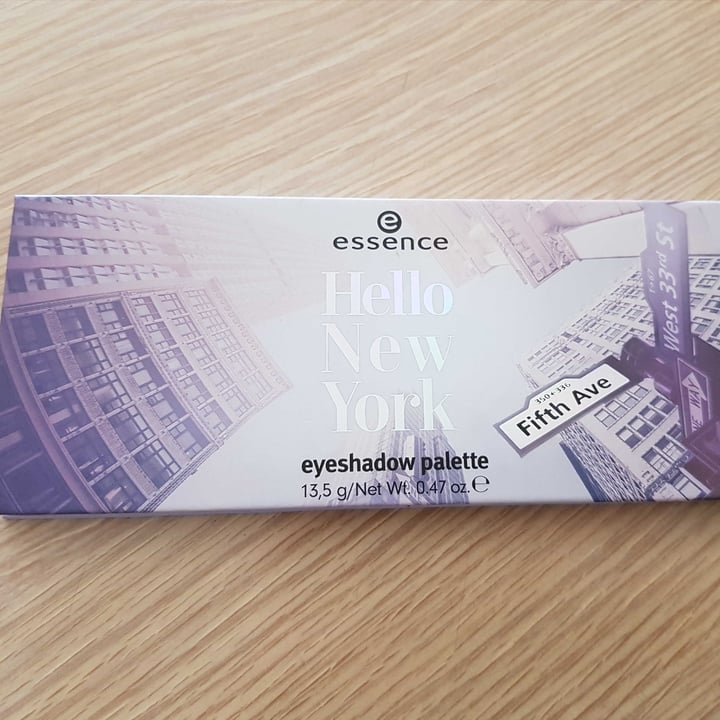 e
essence
Hello
New
York
eyeshadow palette
13,5 g/Net Wt. 0.47 oz.℮
350←336
Fifth Ave
West 33rd St
WAY